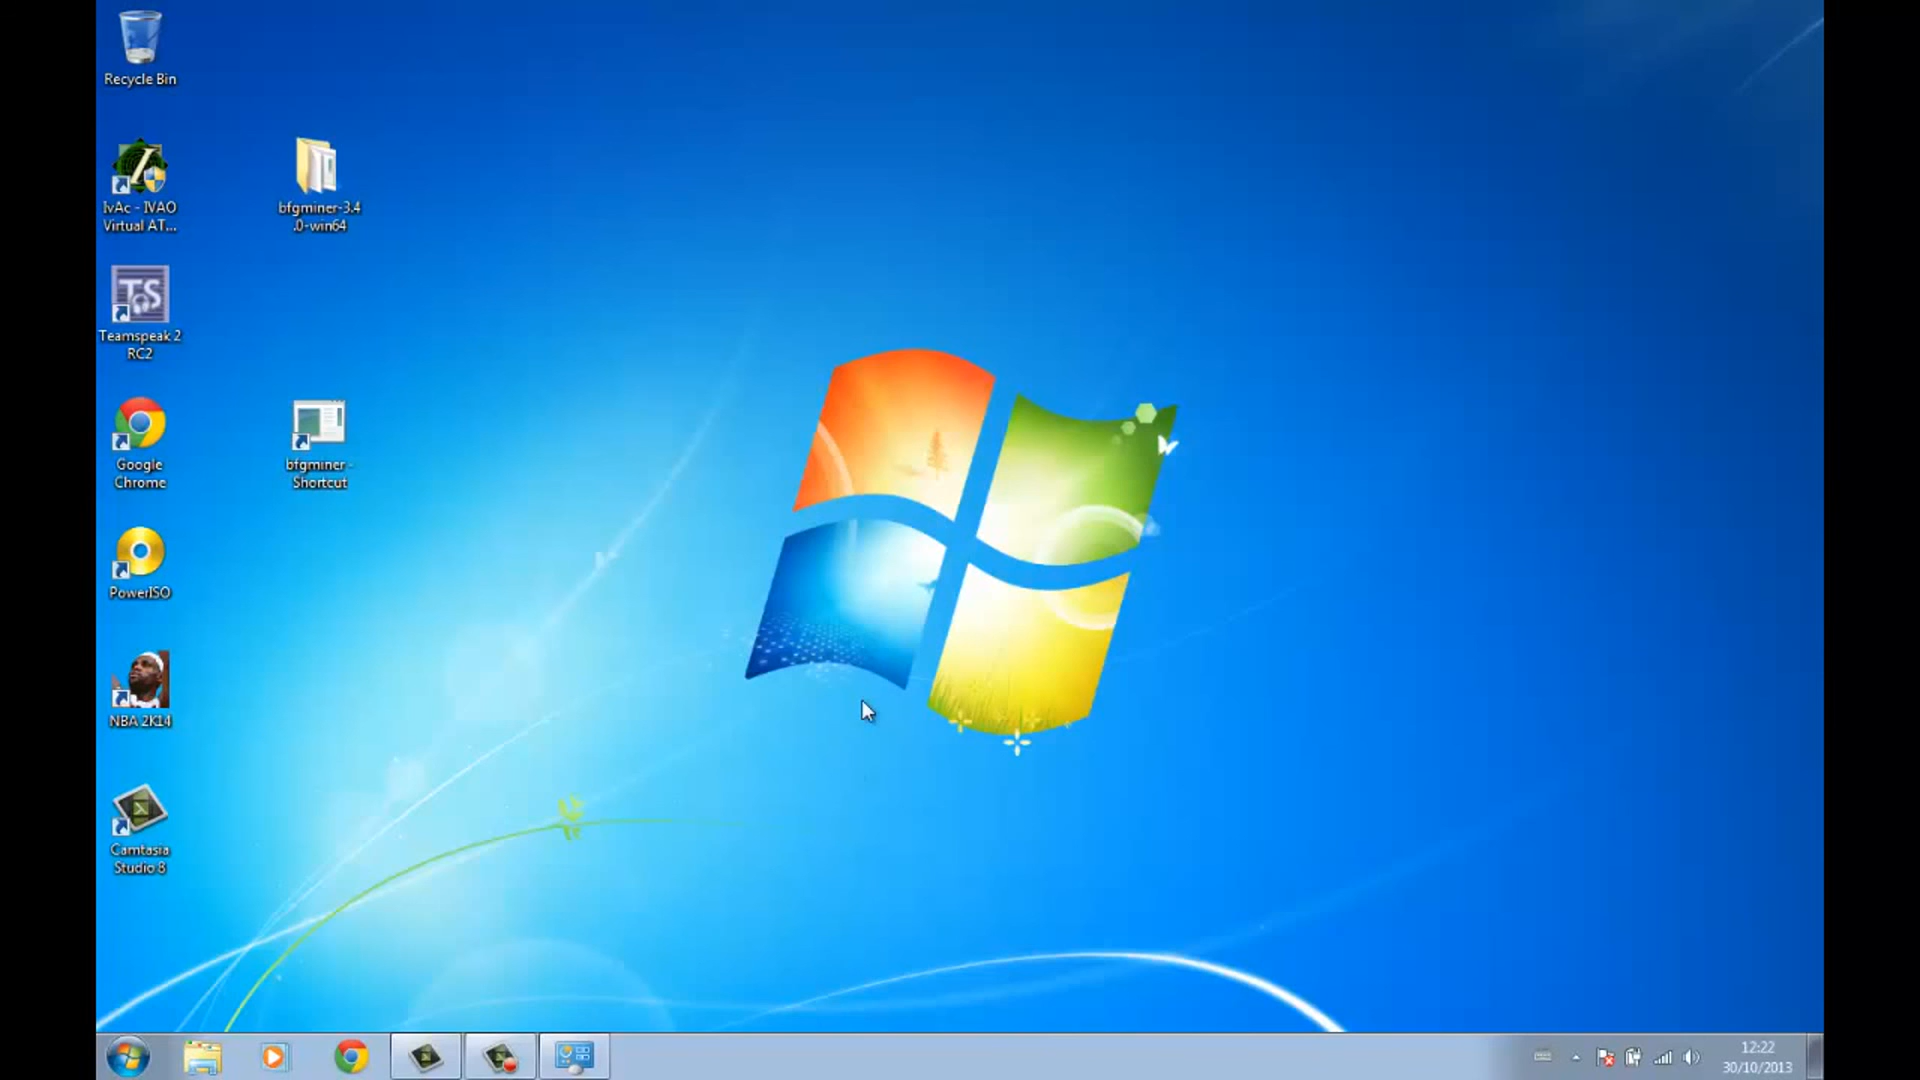 Recycle Bin
IvAc - IVAO
Virtual AT...
bfgminer-3.4
.0-win64
TS
Teamspeak 2
RC2
Google
Chrome
bfgminer -
Shortcut
PowerISO
NBA 2K14
Camtasia
Studio 8
12:22
30/10/2013